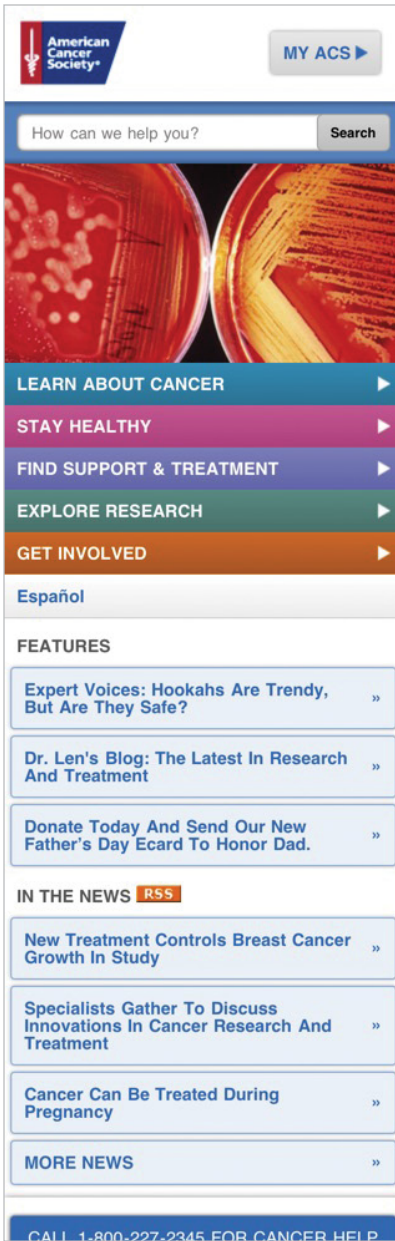 American
Cancer
Society®
MY ACS
How can we help you?
Search
LEARN ABOUT CANCER
STAY HEALTHY
FIND SUPPORT & TREATMENT
EXPLORE RESEARCH
GET INVOLVED
Español
FEATURES
Expert Voices: Hookahs Are Trendy,
But Are They Safe?
»
Dr. Len's Blog: The Latest In Research
And Treatment
»
Donate Today And Send Our New
Father's Day Ecard To Honor Dad.
»
IN THE NEWS RSS
New Treatment Controls Breast Cancer
Growth In Study
»
Specialists Gather To Discuss
Innovations In Cancer Research And
Treatment
»
Cancer Can Be Treated During
Pregnancy
»
MORE NEWS »
CALL 1-800-227-2345 FOR CANCER HELP